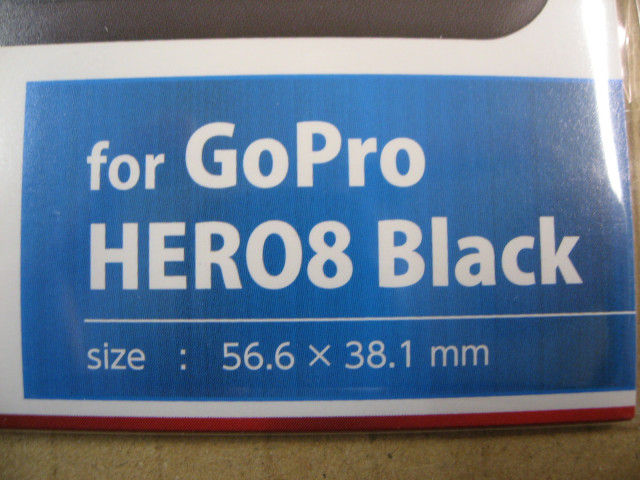 for GoPro
HERO8 Black
size : 56.6 × 38.1 mm